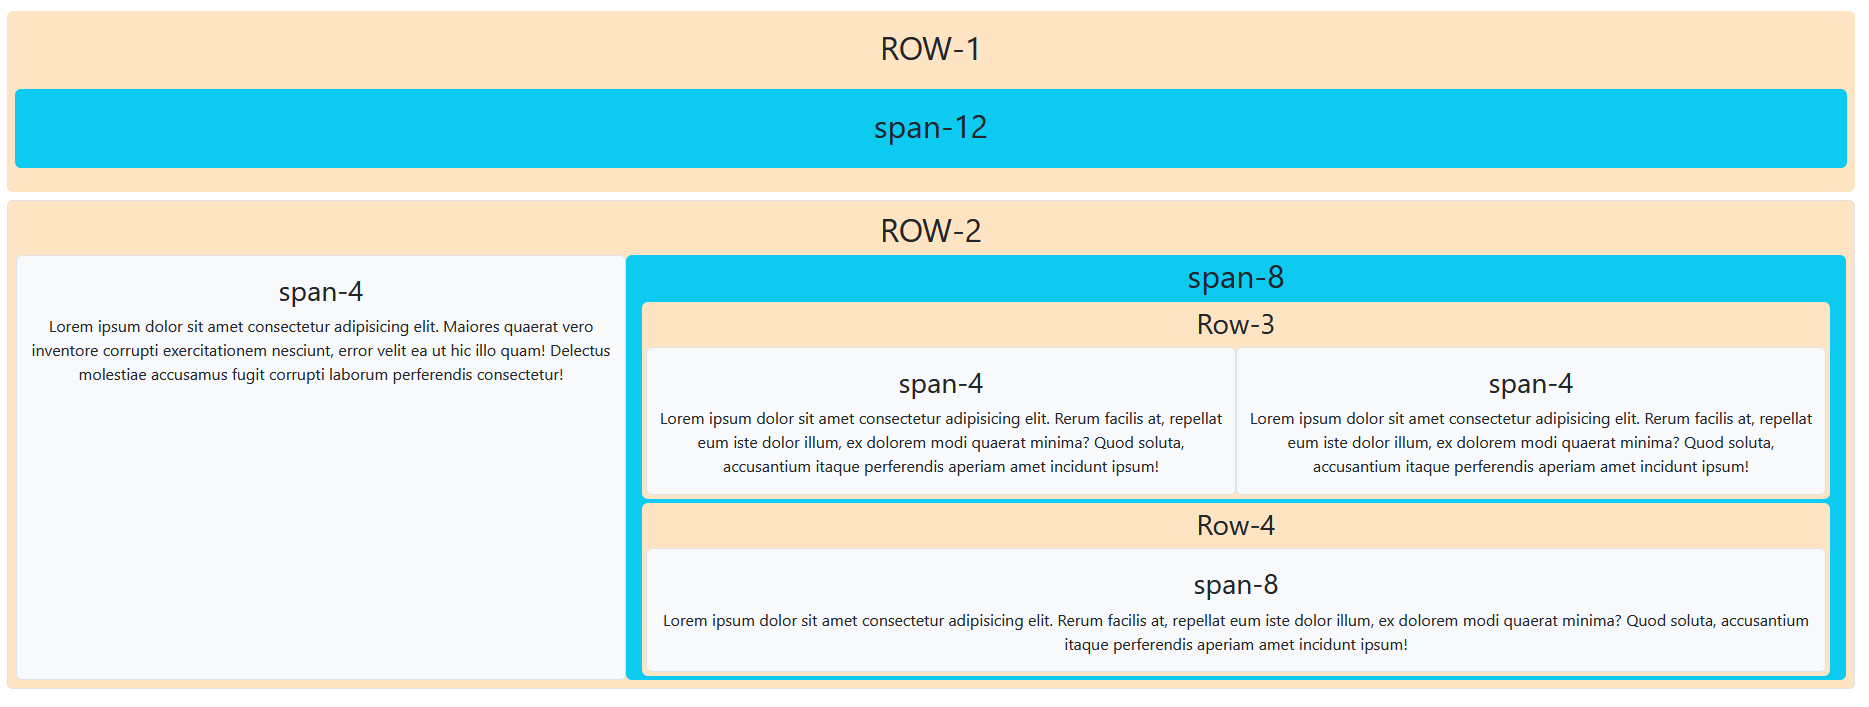 ROW-1
span-12
ROW-2
span-4
Lorem ipsum dolor sit amet consectetur adipisicing elit. Maiores quaerat vero
inventore corrupti exercitationem nesciunt, error velit ea ut hic illo quam! Delectus
molestiae accusamus fugit corrupti laborum perferendis consectetur!
span-8
Row-3
span-4
Lorem ipsum dolor sit amet consectetur adipisicing elit. Rerum facilis at, repellat
eum iste dolor illum, ex dolorem modi quaerat minima? Quod soluta,
accusantium itaque perferendis aperiam amet incidunt ipsum!
span-4
Lorem ipsum dolor sit amet consectetur adipisicing elit. Rerum facilis at, repellat
eum iste dolor illum, ex dolorem modi quaerat minima? Quod soluta,
accusantium itaque perferendis aperiam amet incidunt ipsum!
Row-4
span-8
Lorem ipsum dolor sit amet consectetur adipisicing elit. Rerum facilis at, repellat eum iste dolor illum, ex dolorem modi quaerat minima? Quod soluta, accusantium
itaque perferendis aperiam amet incidunt ipsum!